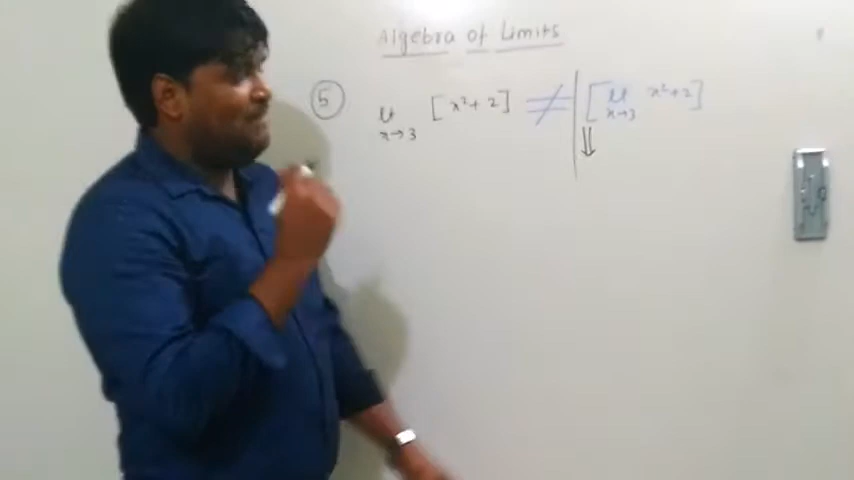 Algebra of Limits
5 lt x→3 [x²+2] ≠ [lt x→3 x²+2]
⇓